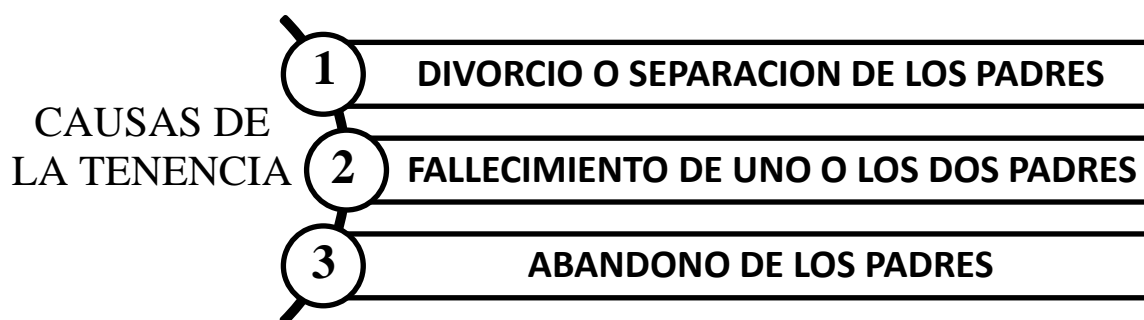 CAUSAS DE
LA TENENCIA
1
DIVORCIO O SEPARACION DE LOS PADRES
2
FALLECIMIENTO DE UNO O LOS DOS PADRES
3
ABANDONO DE LOS PADRES